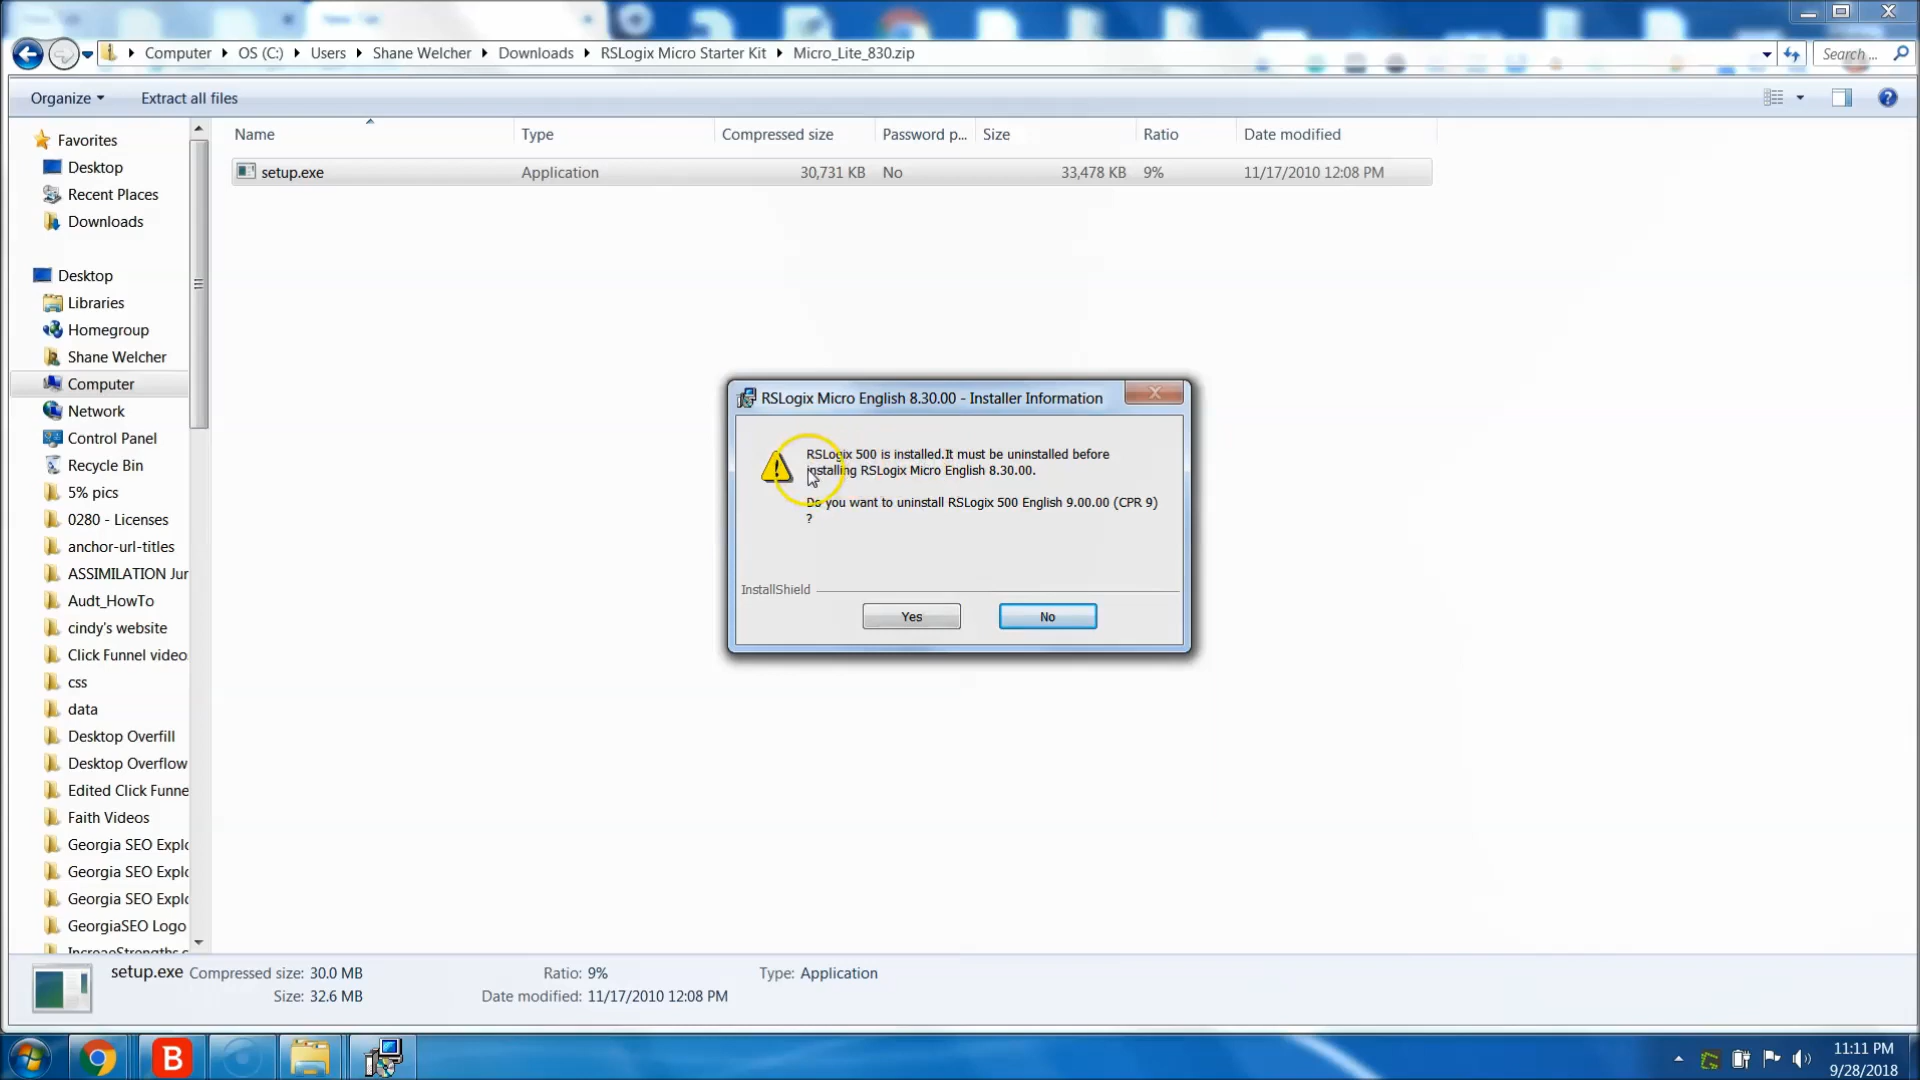 Computer OS (C:) Users Shane Welcher Downloads RSLogix Micro Starter Kit Micro_Lite_830.zip
Search ...
Organize Extract all files
Name Type Compressed size Password p... Size Ratio Date modified
setup.exe Application 30,731 KB No 33,478 KB 9% 11/17/2010 12:08 PM
Favorites
Desktop
Recent Places
Downloads
Desktop
Libraries
Homegroup
Shane Welcher
Computer
Network
Control Panel
Recycle Bin
5% pics
0280 - Licenses
anchor-url-titles
ASSIMILATION Jur
Audt_HowTo
cindy's website
Click Funnel video
css
data
Desktop Overfill
Desktop Overflow
Edited Click Funne
Faith Videos
Georgia SEO Explo
Georgia SEO Explo
Georgia SEO Explo
GeorgiaSEO Logo
RSLogix Micro English 8.30.00 - Installer Information
RSLogix 500 is installed.It must be uninstalled before
installing RSLogix Micro English 8.30.00.
Do you want to uninstall RSLogix 500 English 9.00.00 (CPR 9)
?
InstallShield
Yes No
setup.exe Compressed size: 30.0 MB Ratio: 9% Type: Application
Size: 32.6 MB Date modified: 11/17/2010 12:08 PM
B
11:11 PM
9/28/2018